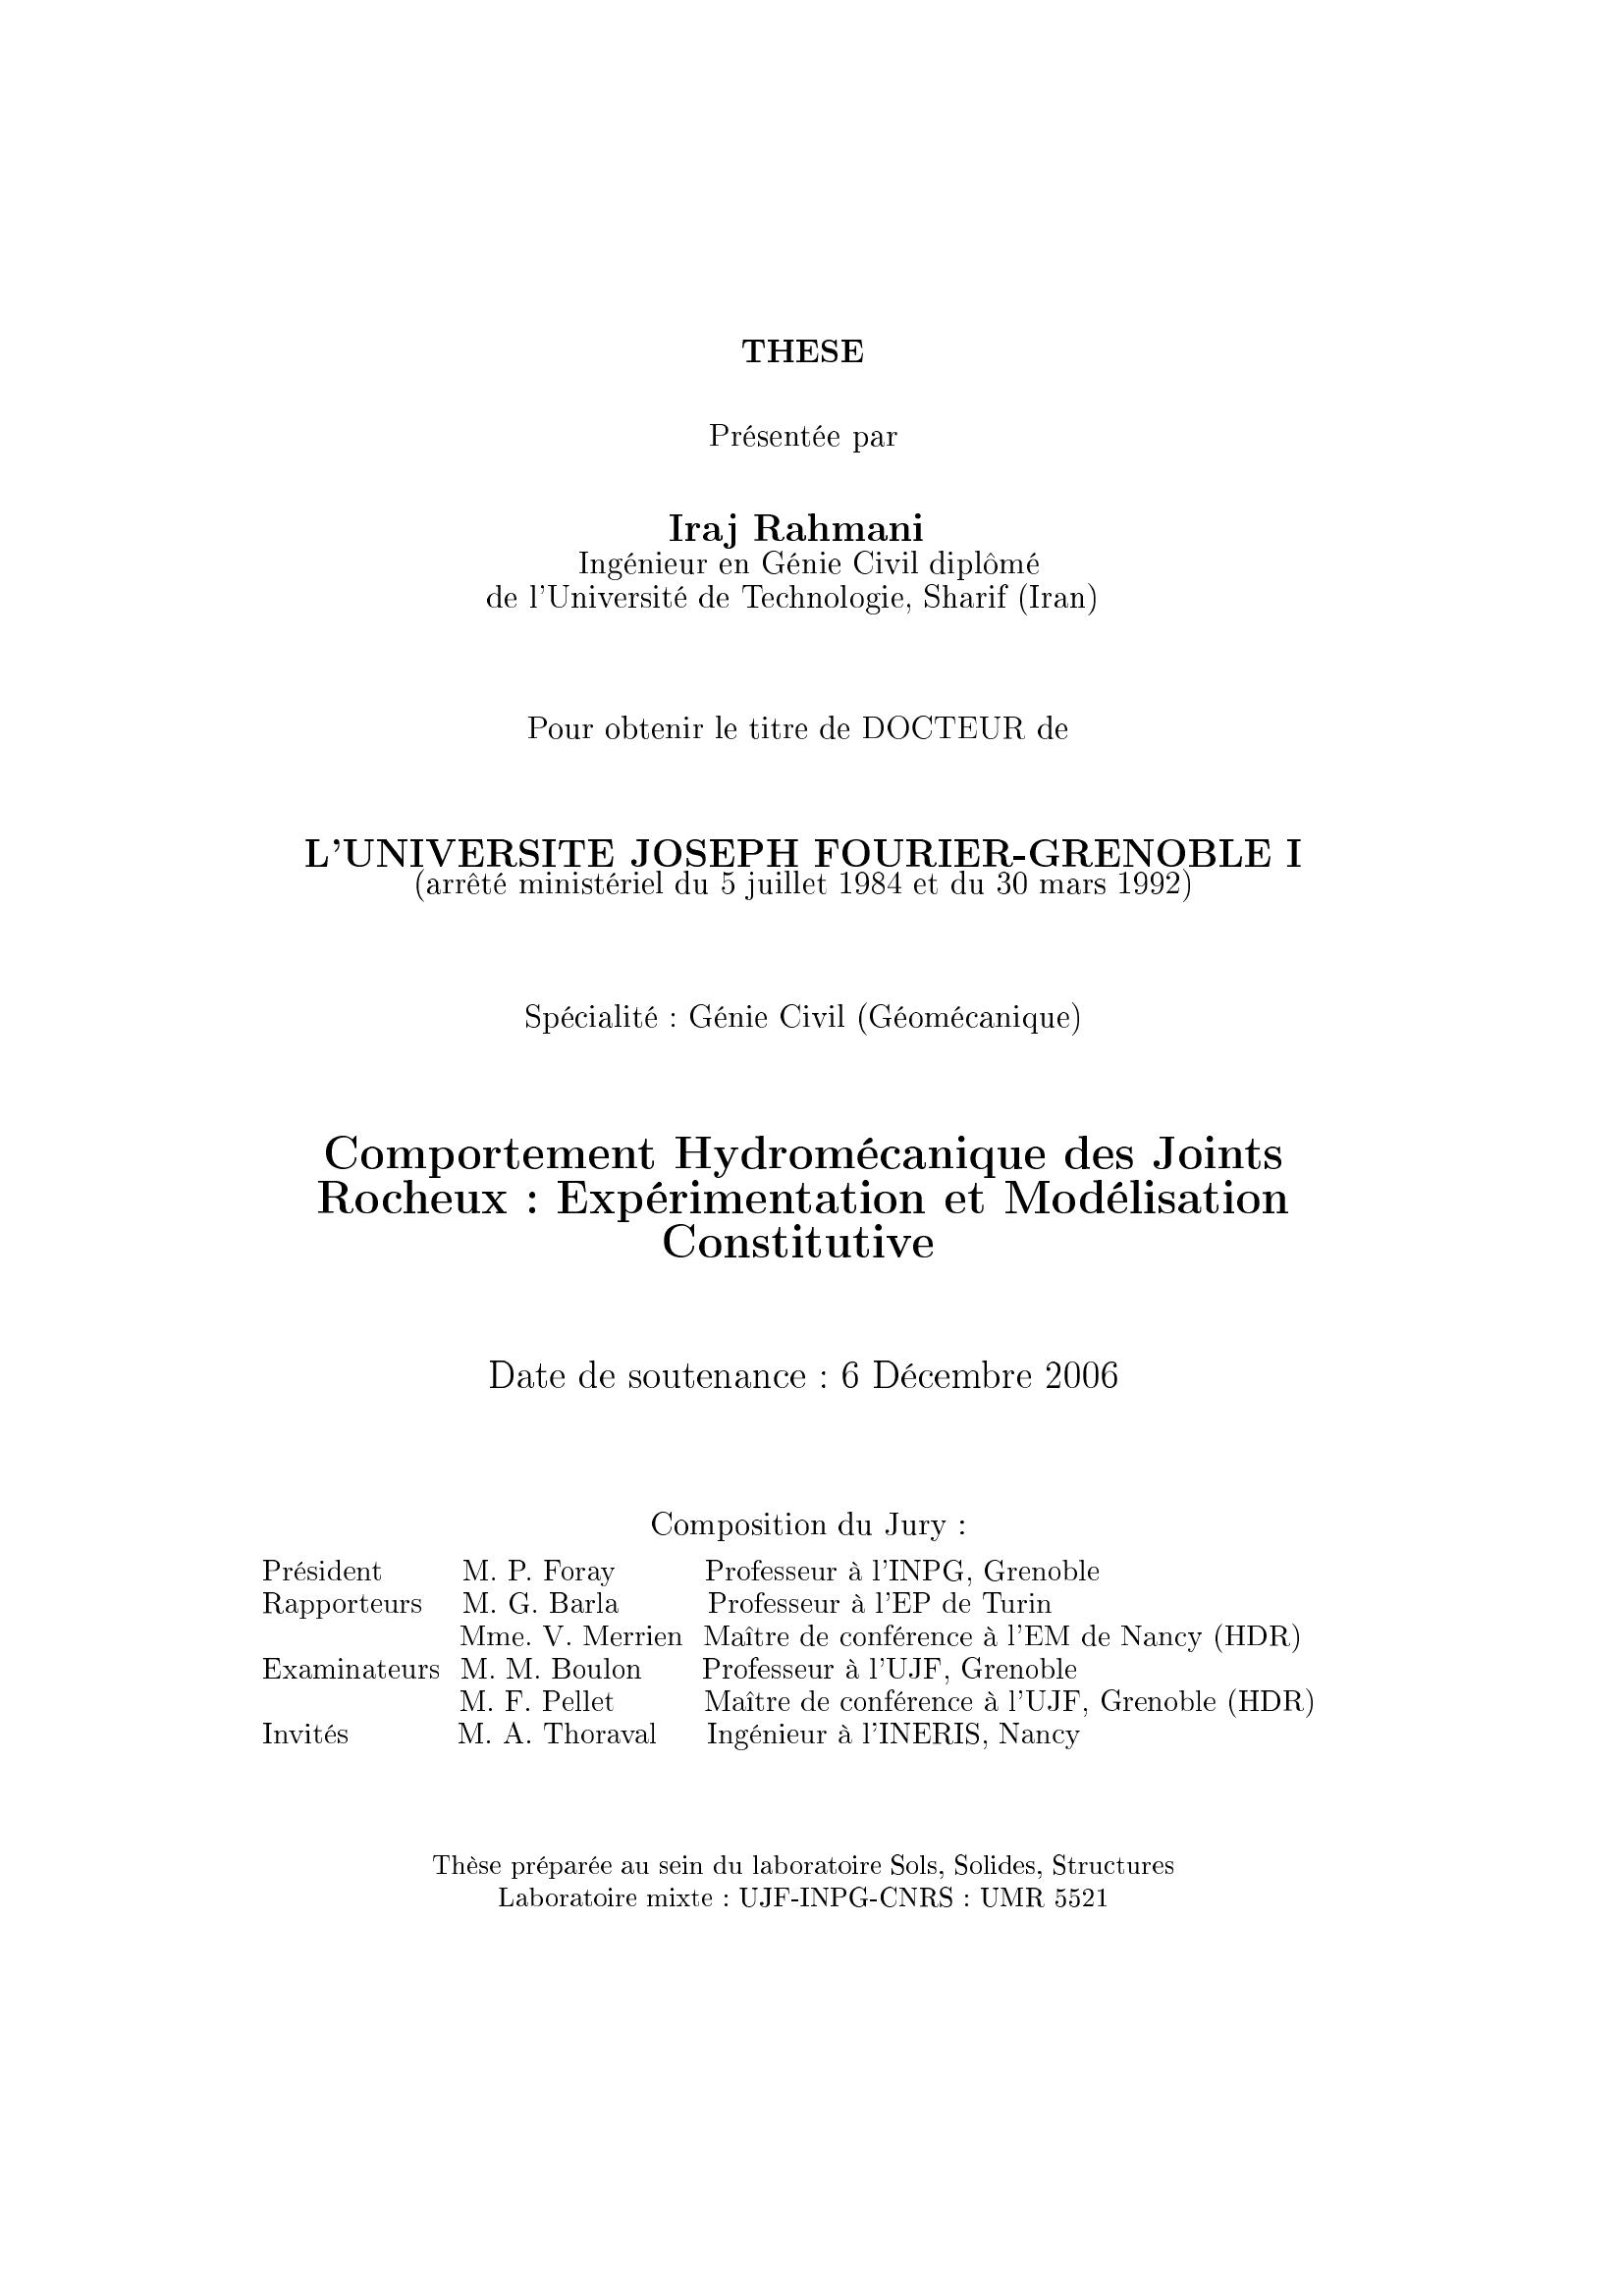 THESE
Présentée par
Iraj Rahmani
Ingénieur en Génie Civil diplômé
de l'Université de Technologie, Sharif (Iran)
Pour obtenir le titre de DOCTEUR de
L'UNIVERSITE JOSEPH FOURIER-GRENOBLE I
(arrêté ministériel du 5 juillet 1984 et du 30 mars 1992)
Spécialité : Génie Civil (Géomécanique)
Comportement Hydromécanique des Joints
Rocheux : Expérimentation et Modélisation
Constitutive
Date de soutenance : 6 Décembre 2006
Composition du Jury :
Président M. P. Foray Professeur à l'INPG, Grenoble
Rapporteurs M. G. Barla Professeur à l'EP de Turin
Mme. V. Merrien Maître de conférence à l'EM de Nancy (HDR)
Examinateurs M. M. Boulon Professeur à l'UJF, Grenoble
M. F. Pellet Maître de conférence à l'UJF, Grenoble (HDR)
Invités M. A. Thoraval Ingénieur à l'INERIS, Nancy
Thèse préparée au sein du laboratoire Sols, Solides, Structures
Laboratoire mixte : UJF-INPG-CNRS : UMR 5521